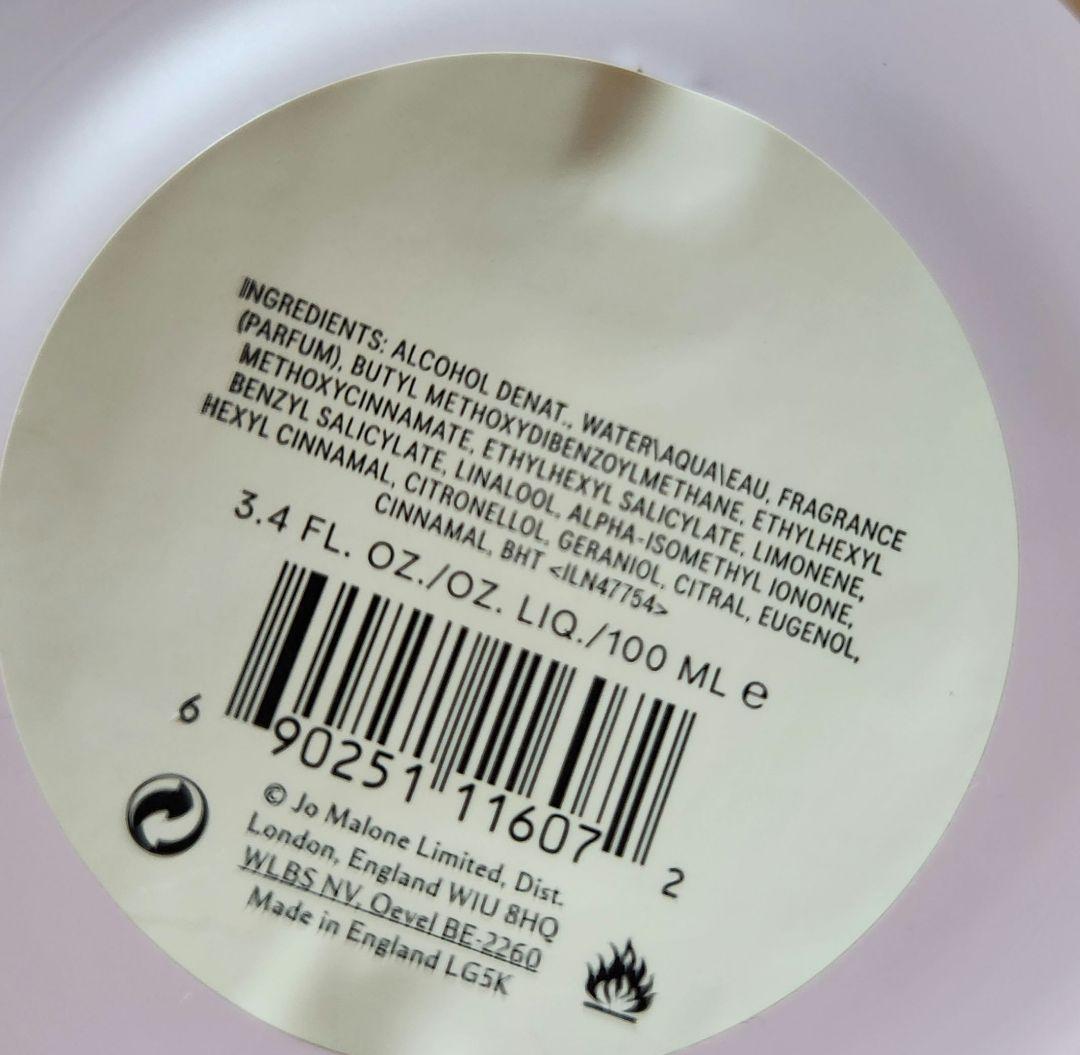 INGREDIENTS: ALCOHOL DENAT., WATER\AQUA\EAU, FRAGRANCE
(PARFUM), BUTYL METHOXYDIBENZOYLMETHANE, ETHYLHEXYL
METHOXYCINNAMATE, ETHYLHEXYL SALICYLATE, LIMONENE,
BENZYL SALICYLATE, LINALOOL, ALPHA-ISOMETHYL IONONE,
HEXYL CINNAMAL, CITRONELLOL, GERANIOL, CITRAL, EUGENOL,
CINNAMAL, BHT <ILN47754>
3.4 FL. OZ./OZ. LIQ./100 ML e
6 90251 11607 2
© Jo Malone Limited, Dist.
London, England W1U 8HQ
WLBS NV, Oevel BE-2260
Made in England LG5K